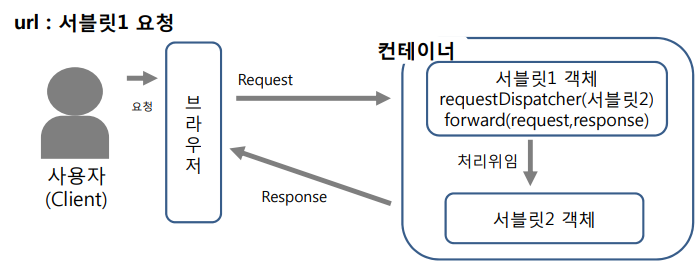 url : 서블릿1 요청
컨테이너
요청
사용자
(Client)
브
라
우
저
Request
Response
서블릿1 객체
requestDispatcher(서블릿2)
forward(request,response)
처리위임
서블릿2 객체